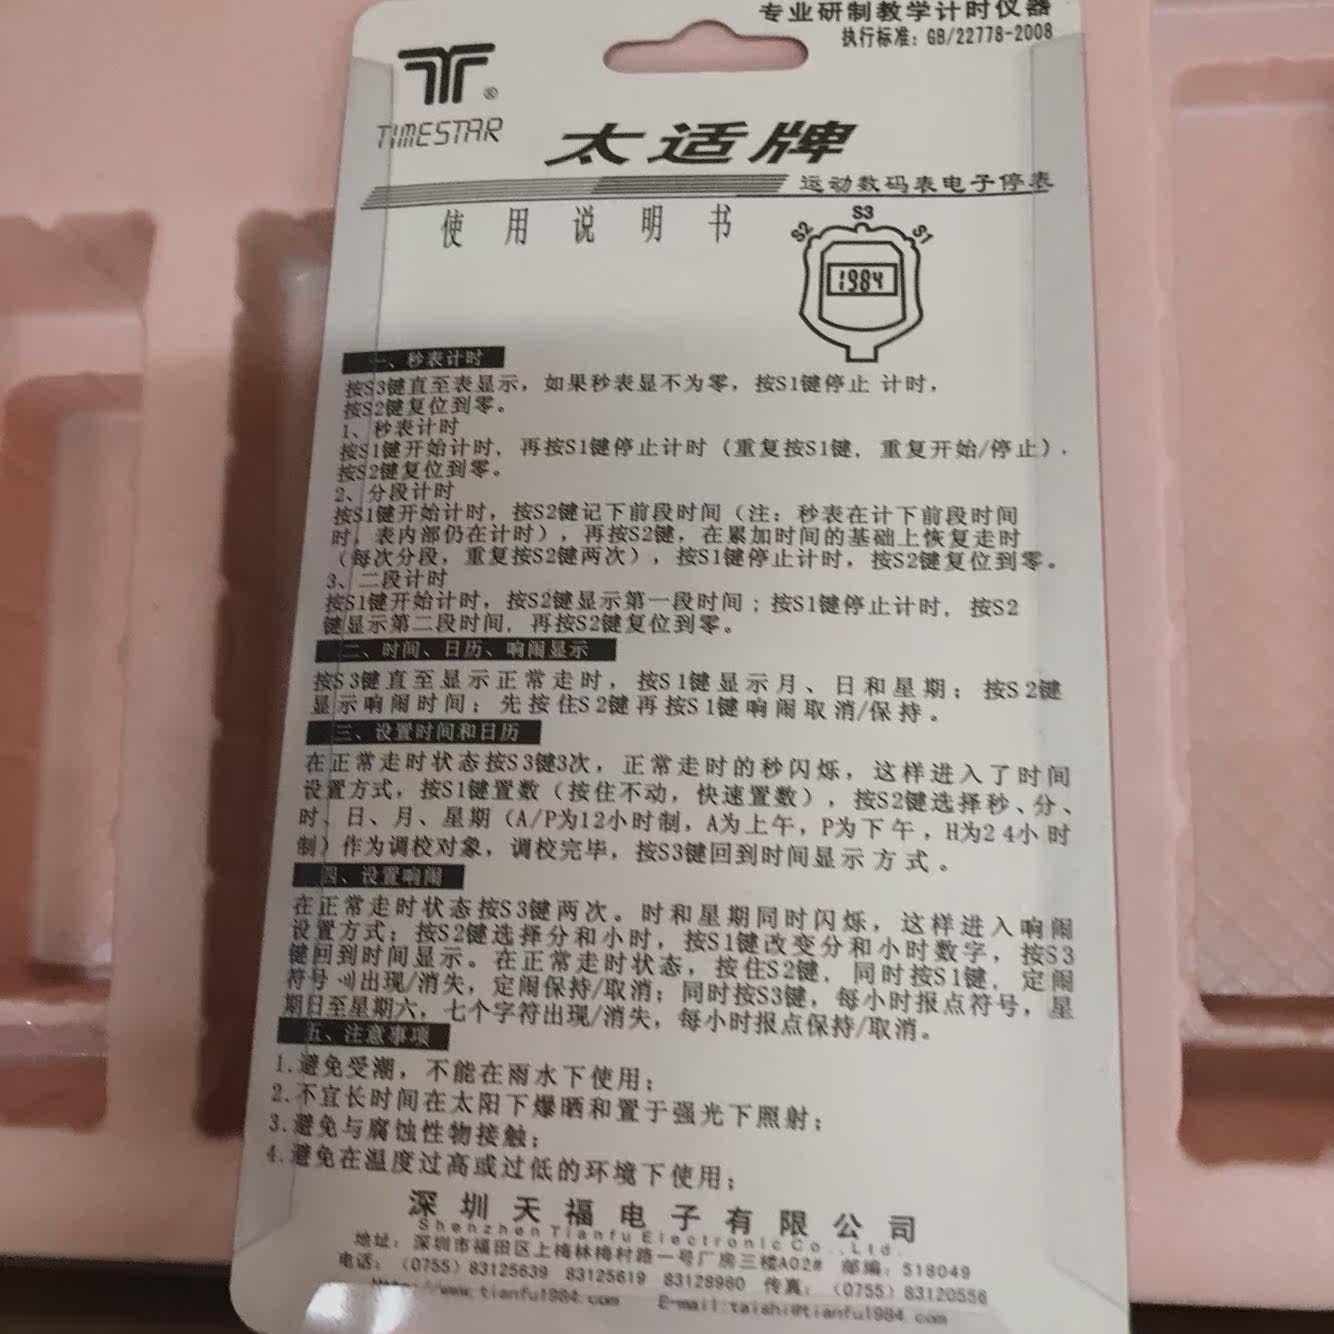 专业研制教学计时仪器
执行标准：GB/22778-2008
®
TIMESTAR
太适牌
运动数码表电子停表
使用说明书
S2 S3 S1
1984
一、秒表计时
按S3键直至表显示，如果秒表显不为零，按S1键停止 计时，
按S2键复位到零。
1、秒表计时
按S1键开始计时，再按S1键停止计时（重复按S1键，重复开始/停止），
按S2键复位到零。
2、分段计时
按S1键开始计时，按S2键记下前段时间（注：秒表在计下前段时间
时，表内部仍在计时），再按S2键，在累加时间的基础上恢复走时
（每次分段，重复按S2键两次），按S1键停止计时，按S2键复位到零。
3、二段计时
按S1键开始计时，按S2键显示第一段时间；按S1键停止计时，按S2
键显示第二段时间，再按S2键复位到零。
二、时间、日历、响闹显示
按S3键直至显示正常走时，按S1键显示月、日和星期；按S2键
显示响闹时间；先按住S2键再按S1键响闹取消/保持。
三、设置时间和日历
在正常走时状态按S3键3次，正常走时的秒闪烁，这样进入了时间
设置方式，按S1键置数（按住不动，快速置数），按S2键选择秒、分、
时、日、月、星期（A/P为12小时制，A为上午，P为下午，H为24小时
制）作为调校对象，调校完毕，按S3键回到时间显示方式。
四、设置响闹
在正常走时状态按S3键两次。时和星期同时闪烁，这样进入响闹
设置方式；按S2键选择分和小时，按S1键改变分和小时数字，按S3
键回到时间显示。在正常走时状态，按住S2键，同时按S1键，定闹
符号出现/消失，定闹保持/取消；同时按S3键，每小时报点符号，星
期日至星期六，七个字符出现/消失，每小时报点保持/取消。
五、注意事项
1.避免受潮，不能在雨水下使用；
2.不宜长时间在太阳下爆晒和置于强光下照射；
3.避免与腐蚀性物接触；
4.避免在温度过高或过低的环境下使用；
深圳天福电子有限公司
Shenzhen Tianfu Electronic Co.,Ltd.
地址：深圳市福田区上梅林梅村路一号厂房三楼A02# 邮编：518049
电话：（0755）83125639 83125619 83128960 传真：（0755）83120556
Http://www.tianfu1984.com E-mail:taishi@tianfu1984.com